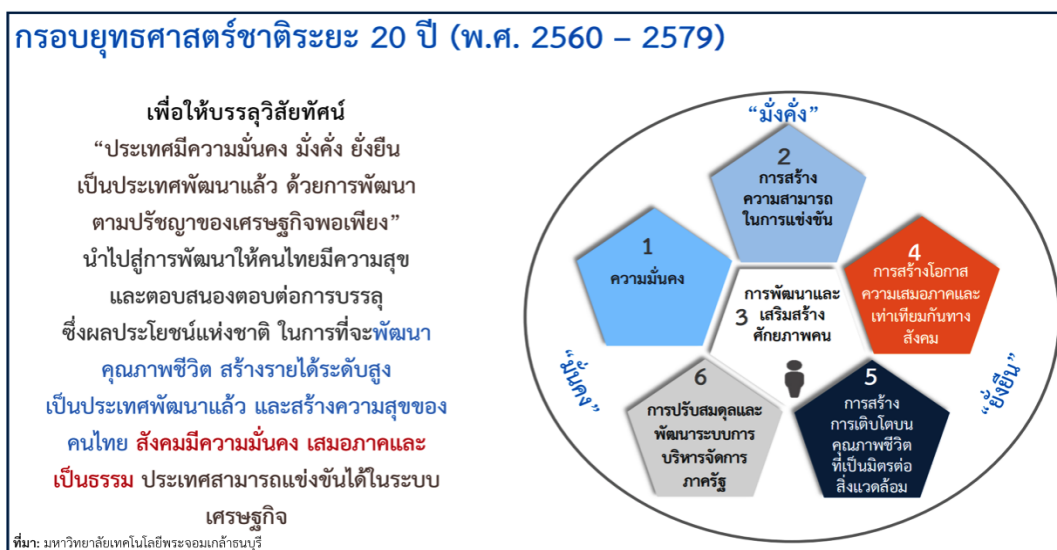 กรอบยุทธศาสตร์ชาติระยะ 20 ปี (พ.ศ. 2560 – 2579)
เพื่อให้บรรลุวิสัยทัศน์
“ประเทศมีความมั่นคง มั่งคั่ง ยั่งยืน
เป็นประเทศพัฒนาแล้ว ด้วยการพัฒนา
ตามปรัชญาของเศรษฐกิจพอเพียง”
นำไปสู่การพัฒนาให้คนไทยมีความสุข
และตอบสนองตอบต่อการบรรลุ
ซึ่งผลประโยชน์แห่งชาติ ในการที่จะพัฒนา
คุณภาพชีวิต สร้างรายได้ระดับสูง
เป็นประเทศพัฒนาแล้ว และสร้างความสุขของ
คนไทย สังคมมีความมั่นคง เสมอภาคและ
เป็นธรรม ประเทศสามารถแข่งขันได้ในระบบ
เศรษฐกิจ
ที่มา: มหาวิทยาลัยเทคโนโลยีพระจอมเกล้าธนบุรี
“มั่งคั่ง”
“มั่นคง”
“ยั่งยืน”
1
ความมั่นคง
2
การสร้าง
ความสามารถ
ในการแข่งขัน
การพัฒนาและ
3 เสริมสร้าง
ศักยภาพคน
4
การสร้างโอกาส
ความเสมอภาคและ
เท่าเทียมกันทาง
สังคม
5
การสร้าง
การเติบโตบน
คุณภาพชีวิต
ที่เป็นมิตรต่อ
สิ่งแวดล้อม
6
การปรับสมดุลและ
พัฒนาระบบการ
บริหารจัดการ
ภาครัฐ